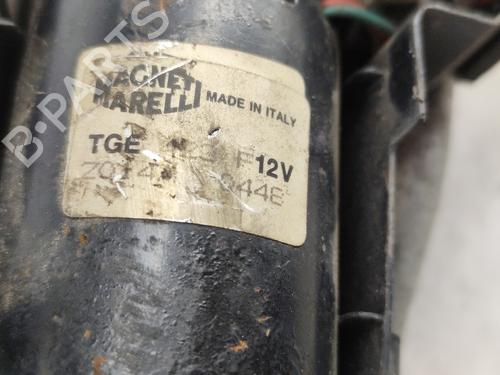 MAGNETI
MARELLI MADE IN ITALY
TGE 12V
B-PARTS